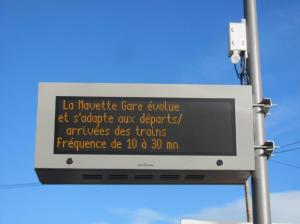 La Navette Gare évolue
et s'adapte aux départs/
arrivées des trains
Fréquence de 10 à 30 mn